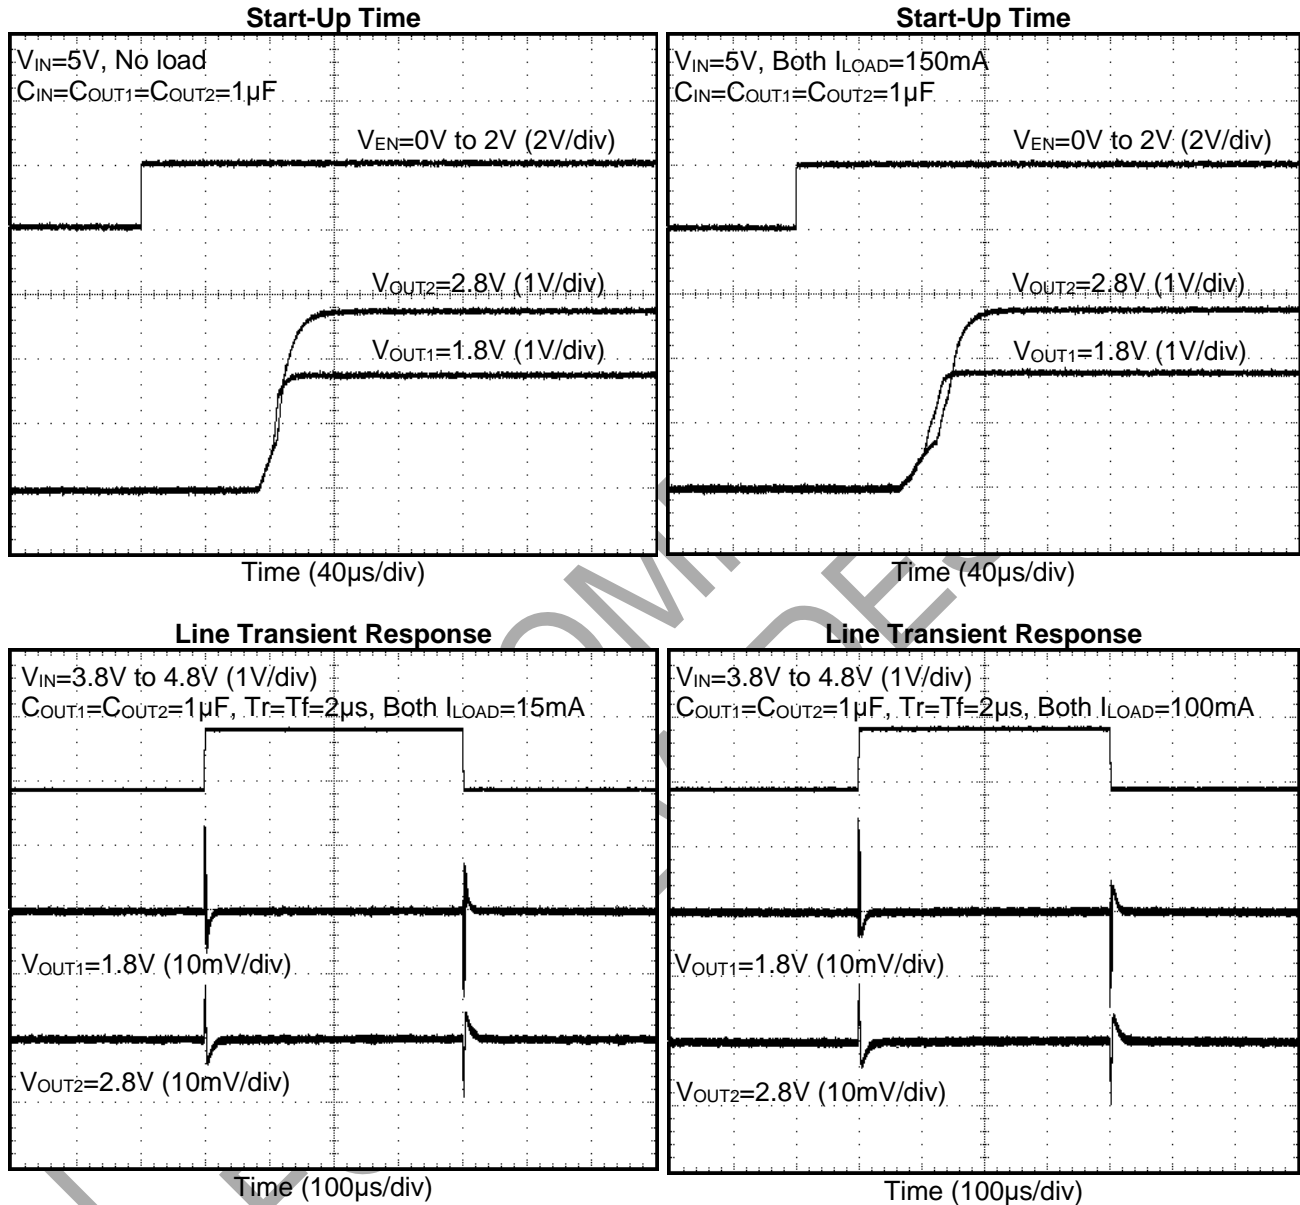 Start-Up Time
VIN=5V, No load
CIN=COUT1=COUT2=1µF
VEN=0V to 2V (2V/div)
VOUT2=2.8V (1V/div)
VOUT1=1.8V (1V/div)
Time (40µs/div)
Start-Up Time
VIN=5V, Both ILOAD=150mA
CIN=COUT1=COUT2=1µF
VEN=0V to 2V (2V/div)
VOUT2=2.8V (1V/div)
VOUT1=1.8V (1V/div)
Time (40µs/div)
Line Transient Response
VIN=3.8V to 4.8V (1V/div)
COUT1=COUT2=1µF, Tr=Tf=2µs, Both ILOAD=15mA
VOUT1=1.8V (10mV/div)
VOUT2=2.8V (10mV/div)
Time (100µs/div)
Line Transient Response
VIN=3.8V to 4.8V (1V/div)
COUT1=COUT2=1µF, Tr=Tf=2µs, Both ILOAD=100mA
VOUT1=1.8V (10mV/div)
VOUT2=2.8V (10mV/div)
Time (100µs/div)